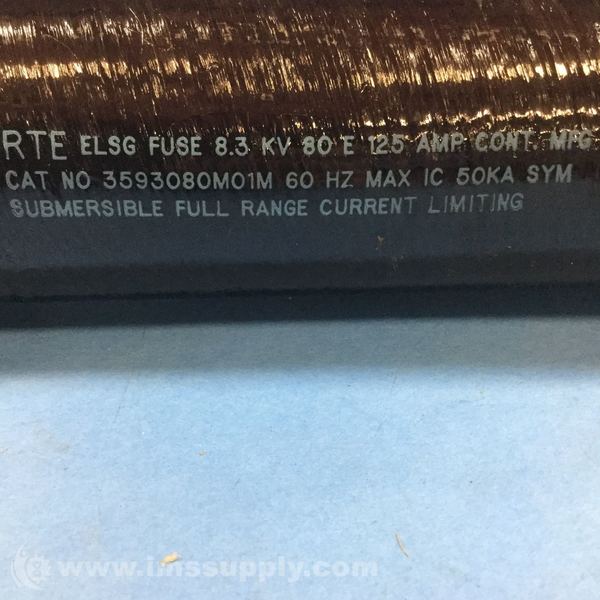 RTE ELSG FUSE 8.3 KV 80 E 125 AMP CONT. MFG
CAT NO 3593080M01M 60 HZ MAX IC 50KA SYM
SUBMERSIBLE FULL RANGE CURRENT LIMITING
www.imssupply.com